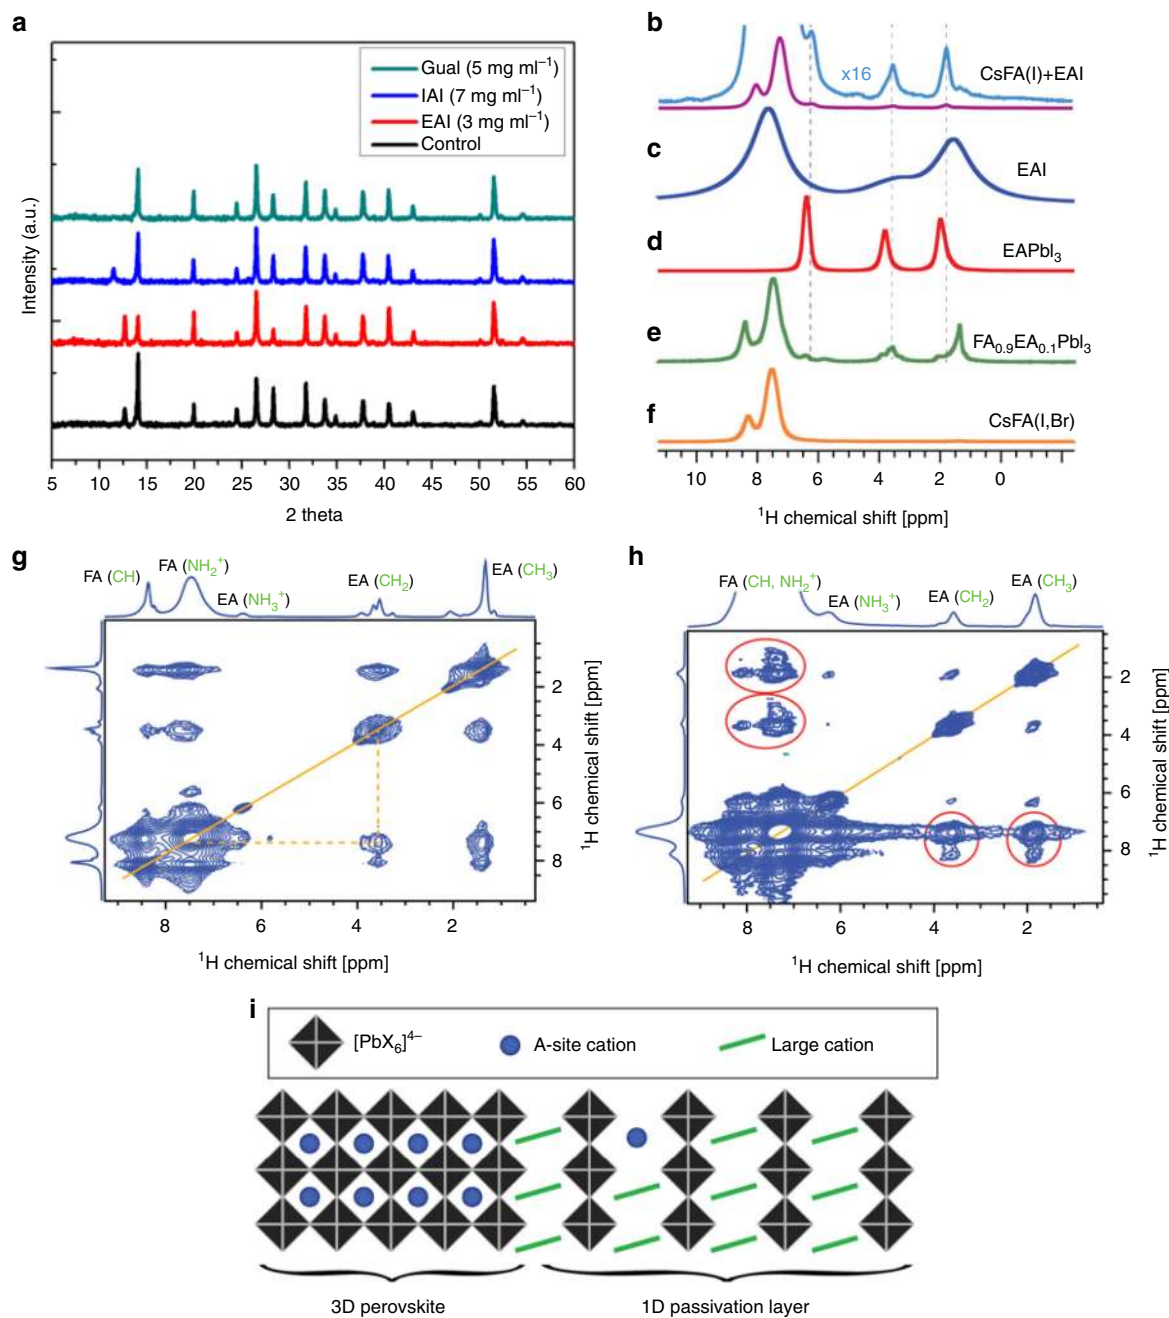 a
Intensity (a.u.)
GuaI (5 mg ml⁻¹)
IAI (7 mg ml⁻¹)
EAI (3 mg ml⁻¹)
Control
5 10 15 20 25 30 35 40 45 50 55 60
2 theta
b
x16
CsFA(I)+EAI
c
EAI
d
EAPbI₃
e
FA₀.₉EA₀.₁PbI₃
f
CsFA(I,Br)
10 8 6 4 2 0
¹H chemical shift [ppm]
g
FA (CH)
FA (NH₂⁺)
EA (NH₃⁺)
EA (CH₂)
EA (CH₃)
2
4
6
8
¹H chemical shift [ppm]
8 6 4 2
¹H chemical shift [ppm]
h
FA (CH, NH₂⁺)
EA (NH₃⁺)
EA (CH₂)
EA (CH₃)
2
4
6
8
¹H chemical shift [ppm]
8 6 4 2
¹H chemical shift [ppm]
i
[PbX₆]⁴⁻
A-site cation
Large cation
3D perovskite
1D passivation layer